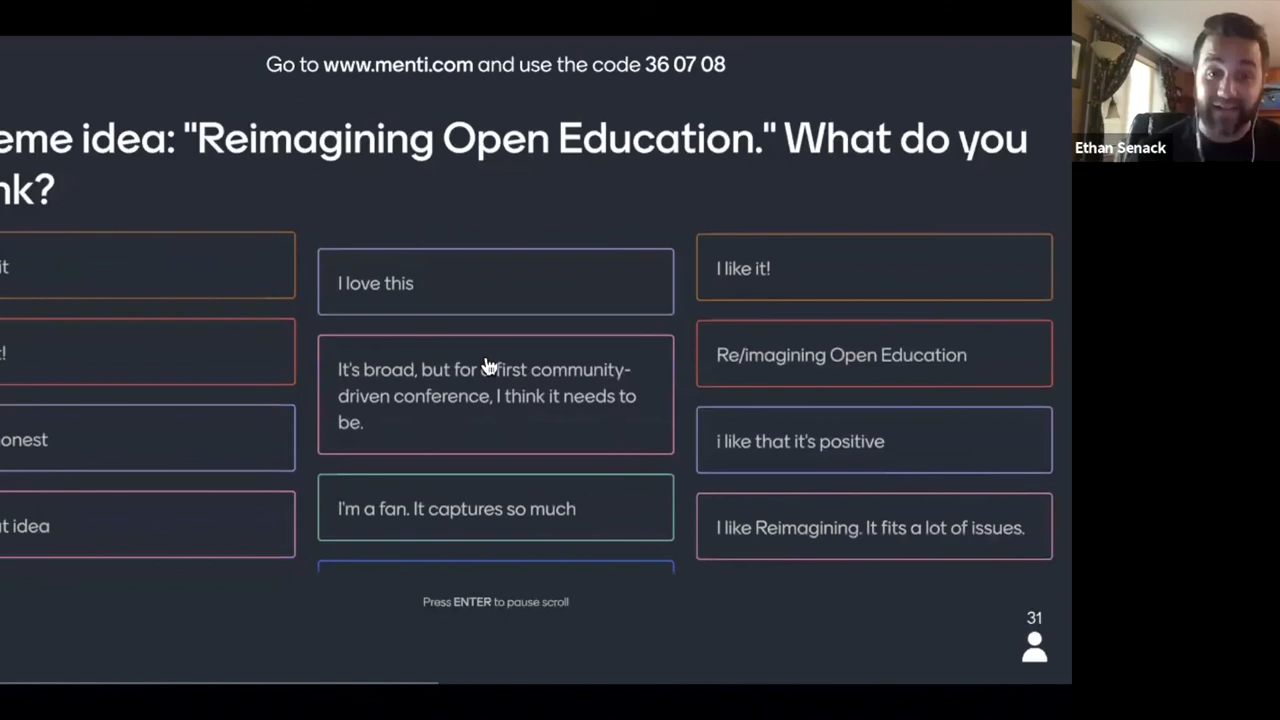 Go to www.menti.com and use the code 36 07 08
eme idea: "Reimagining Open Education." What do you
nk?
it
!
onest
t idea
I love this
It's broad, but for first community-
driven conference, I think it needs to
be.
I'm a fan. It captures so much
I like it!
Re/imagining Open Education
i like that it's positive
I like Reimagining. It fits a lot of issues.
Press ENTER to pause scroll
31
Ethan Senack